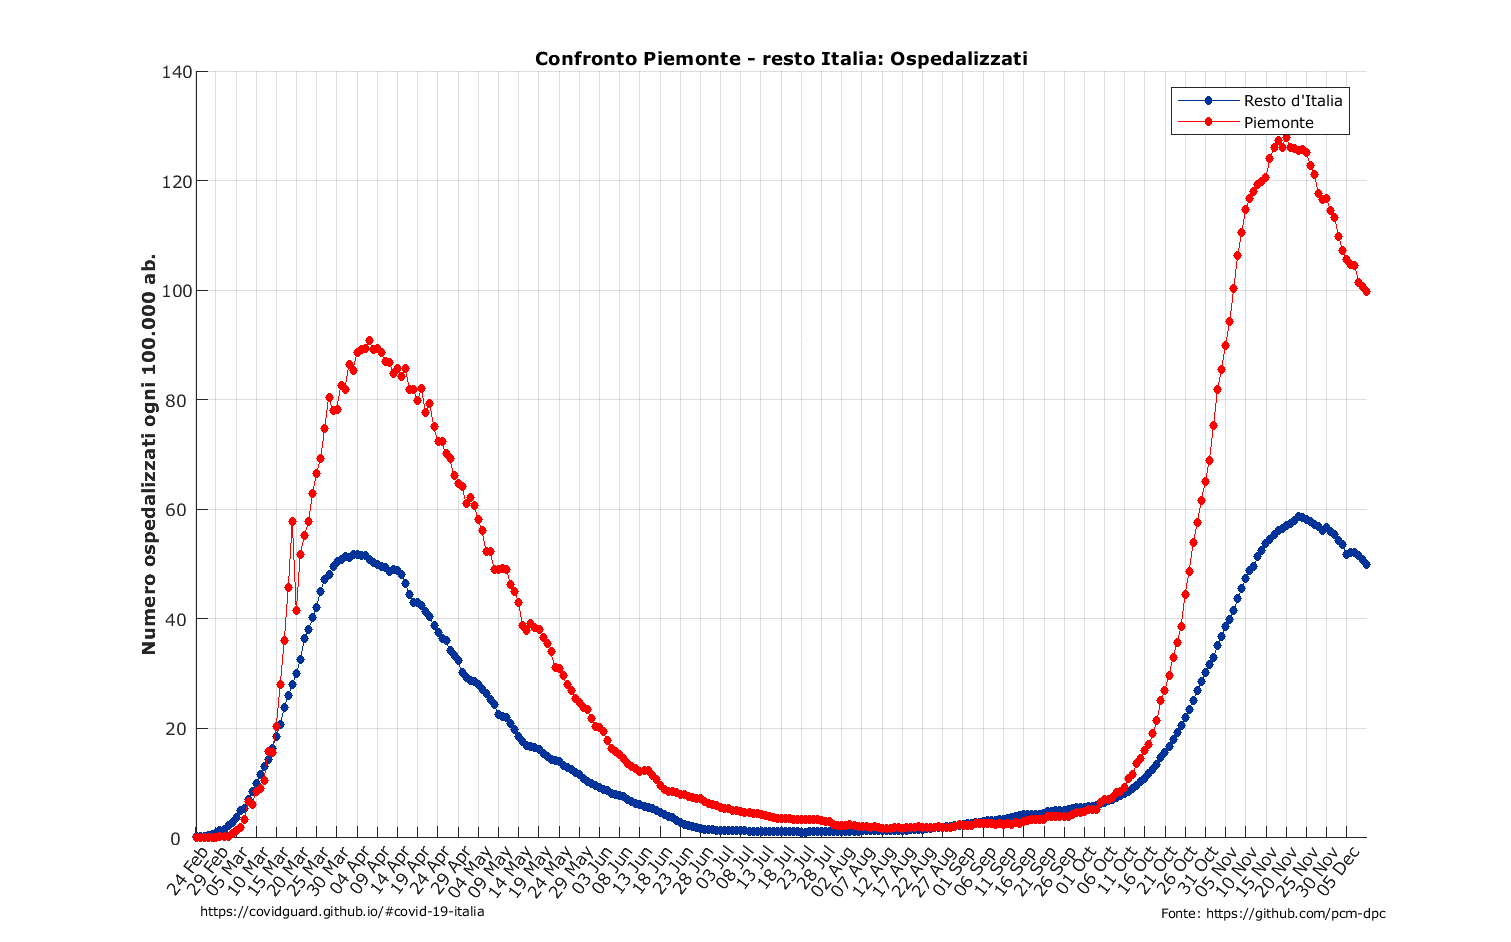 Confronto Piemonte - resto Italia: Ospedalizzati
Resto d'Italia
Piemonte
Numero ospedalizzati ogni 100.000 ab.
140
120
100
80
60
40
20
0
24 Feb
29 Feb
05 Mar
10 Mar
15 Mar
20 Mar
25 Mar
30 Mar
04 Apr
09 Apr
14 Apr
19 Apr
24 Apr
29 Apr
04 May
09 May
14 May
19 May
24 May
29 May
03 Jun
08 Jun
13 Jun
18 Jun
23 Jun
28 Jun
03 Jul
08 Jul
13 Jul
18 Jul
23 Jul
28 Jul
02 Aug
07 Aug
12 Aug
17 Aug
22 Aug
27 Aug
01 Sep
06 Sep
11 Sep
16 Sep
21 Sep
26 Sep
01 Oct
06 Oct
11 Oct
16 Oct
21 Oct
26 Oct
31 Oct
05 Nov
10 Nov
15 Nov
20 Nov
25 Nov
30 Nov
05 Dec
https://covidguard.github.io/#covid-19-italia
Fonte: https://github.com/pcm-dpc